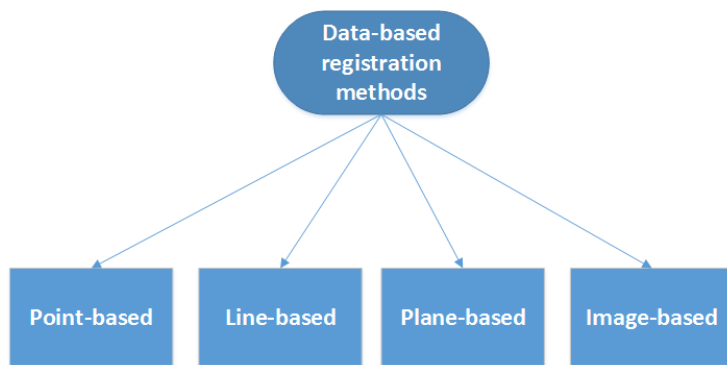 Data-based
registration
methods
Point-based
Line-based
Plane-based
Image-based